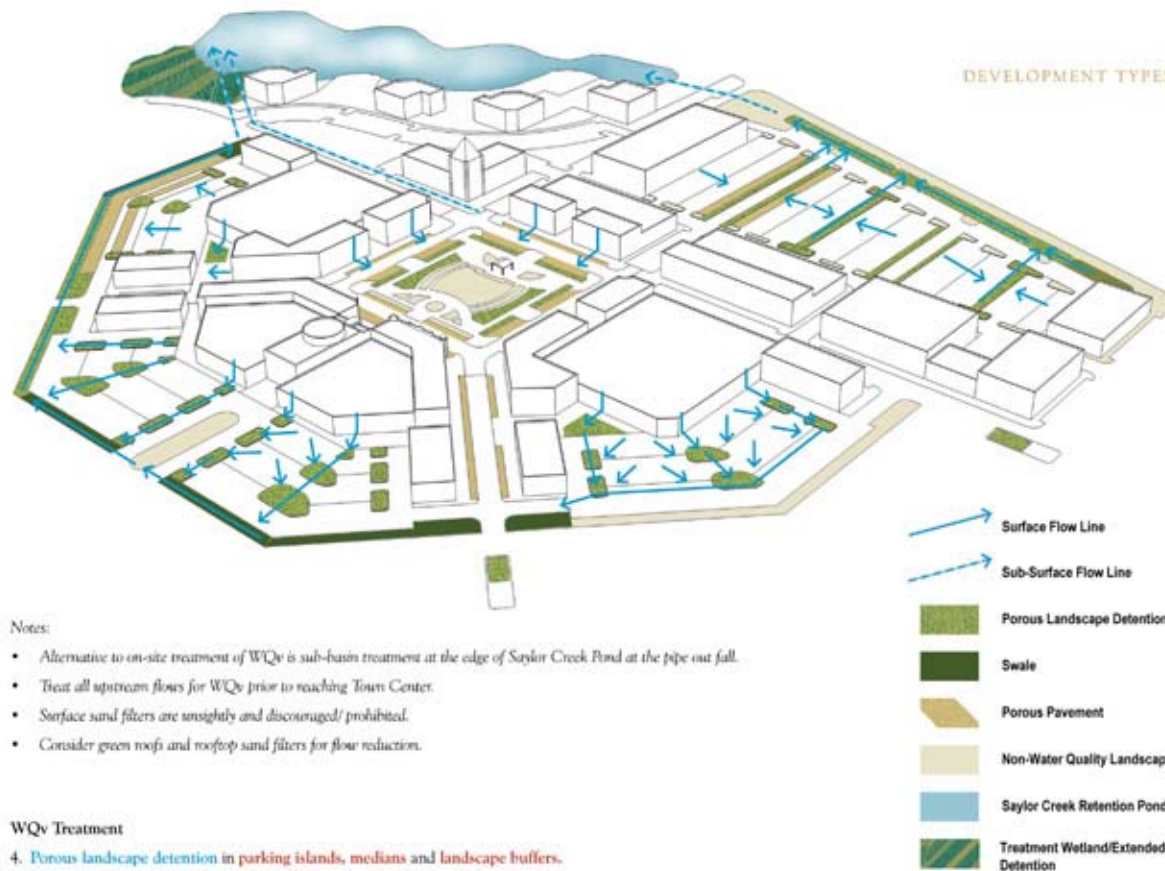 DEVELOPMENT TYPES
Surface Flow Line
Sub-Surface Flow Line
Porous Landscape Detention
Swale
Porous Pavement
Non-Water Quality Landscap
Saylor Creek Retention Pond
Treatment Wetland/Extended
Detention
Notes:
• Alternative to on-site treatment of WQv is sub-basin treatment at the edge of Saylor Creek Pond at the pipe out fall.
• Treat all upstream flows for WQv prior to reaching Town Center.
• Surface sand filters are unsightly and discouraged/ prohibited.
• Consider green roofs and rooftop sand filters for flow reduction.
WQv Treatment
4. Porous landscape detention in parking islands, medians and landscape buffers.